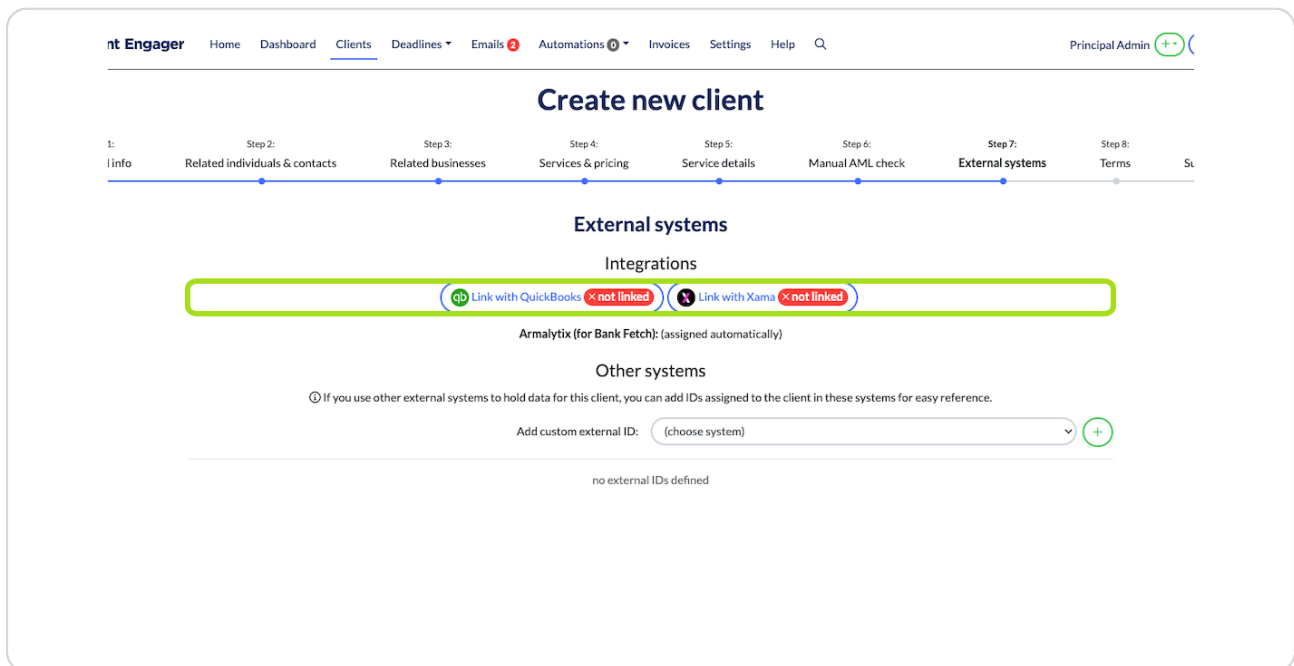 nt Engager Home Dashboard Clients Deadlines Emails 2 Automations 0 Invoices Settings Help Principal Admin +
Create new client
1: Step 2: Step 3: Step 4: Step 5: Step 6: Step 7: Step 8:
l info Related individuals & contacts Related businesses Services & pricing Service details Manual AML check External systems Terms Su
External systems
Integrations
qb Link with QuickBooks × not linked X Link with Xama × not linked
Armalytix (for Bank Fetch): (assigned automatically)
Other systems
If you use other external systems to hold data for this client, you can add IDs assigned to the client in these systems for easy reference.
Add custom external ID: (choose system) +
no external IDs defined